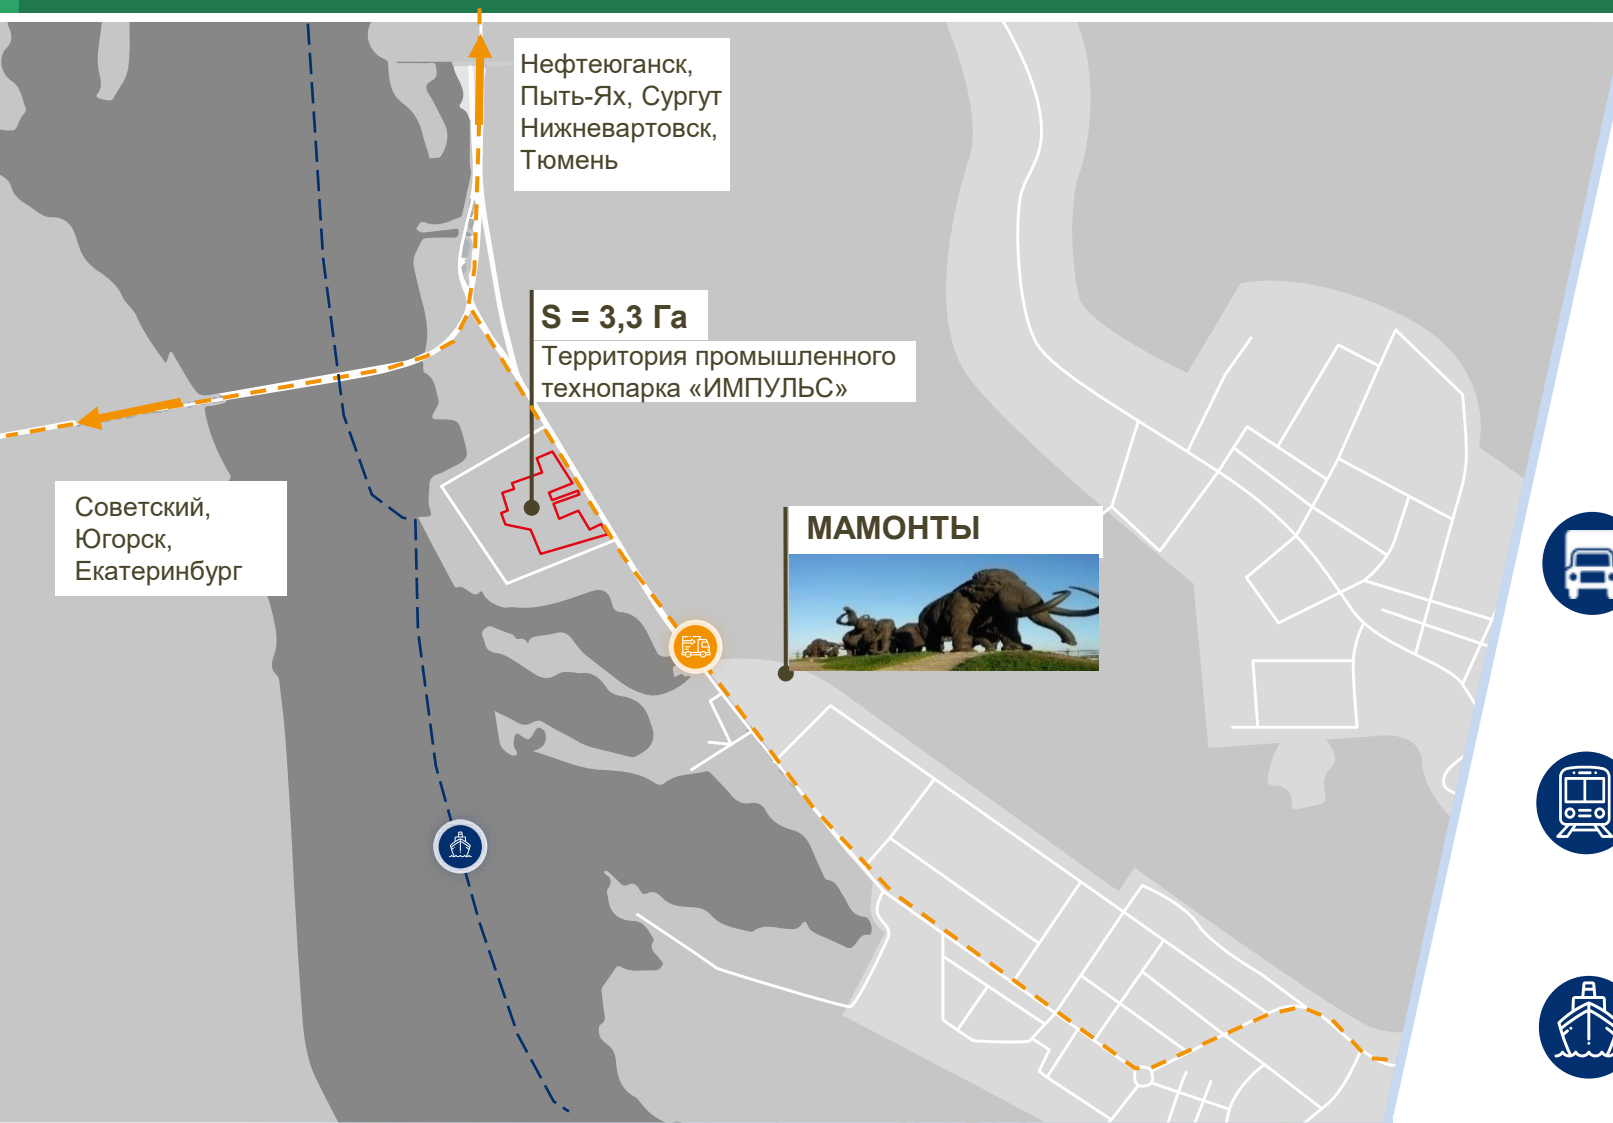 Нефтеюганск,
Пыть-Ях, Сургут
Нижневартовск,
Тюмень
S = 3,3 Га
Территория промышленного
технопарка «ИМПУЛЬС»
Советский,
Югорск,
Екатеринбург
МАМОНТЫ